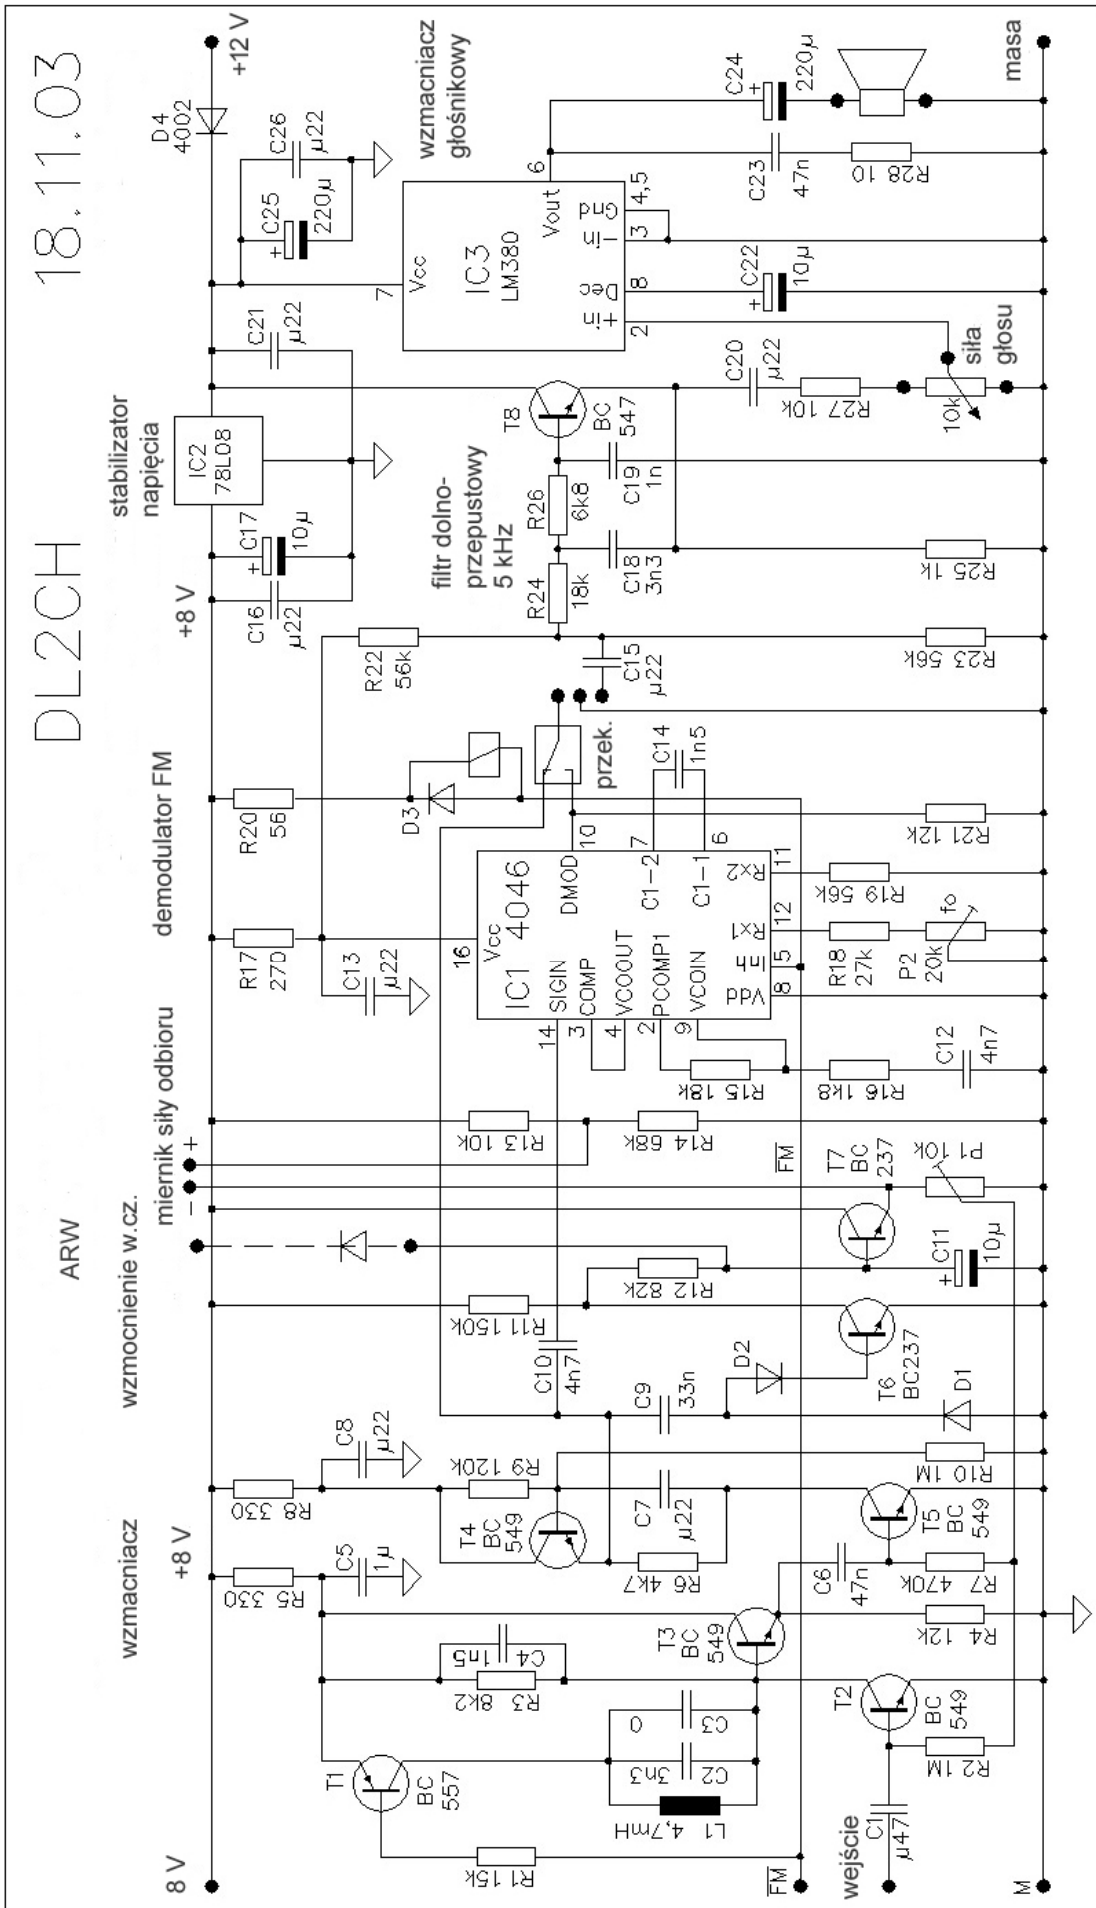 DL2CH
18.11.03
ARW
wzmacniacz
wzmocnienie w.cz.
miernik siły odbioru
demodulator FM
stabilizator
napięcia
wzmacniacz
głośnikowy
filtr dolno-
przepustowy
5 kHz
8 V
+8 V
− +
+8 V
+12 V
R5 330
R8 330
C5
1µ
C8
µ22
R17
270
C13
µ22
R20
56
D3
R22
56k
C16
µ22
C17
10µ
IC2
78L08
C21
µ22
D4
4002
C25
220µ
C26
µ22
T1
BC
557
R1 15k
L1 4,7mH
C2
3n3
C3
0
R3
8k2
C4
1n5
T3
BC
549
T4
BC
549
R9 120k
R6 4k7
C7
µ22
C9
33n
C10
4n7
R11 150k
R12 82k
R13 10k
R14 68k
IC1
4046
16
Vcc
14
SIGIN
3
COMP
4
VCOOUT
2
PCOMP1
9
VCOIN
8
Vdd
5
Inh
12
Rx1
11
Rx2
6
C1-1
7
C1-2
10
DMOD
C14
1n5
przek.
C15
µ22
R24
18k
R26
6k8
C18
3n3
C19
1n
T8
BC
547
IC3
LM380
7
Vcc
2
+in
8
Dec
3
−in
4,5
Gnd
6
Vout
C20
µ22
R27 10k
10k
siła
głosu
C22
10µ
C23
47n
R28 10
C24
220µ
FM
wejście
C1
µ47
R2 1M
T2
BC
549
R4 12k
C6
47n
R7
470k
T5
BC
549
R10 1M
D1
D2
T6
BC237
C11
10µ
T7
BC
237
P1 10k
FM
R15 18k
R16 1k8
C12
4n7
R18
27k
P2
20k
fo
R19 56k
R21 12k
R23 56k
R25 1k
M
masa